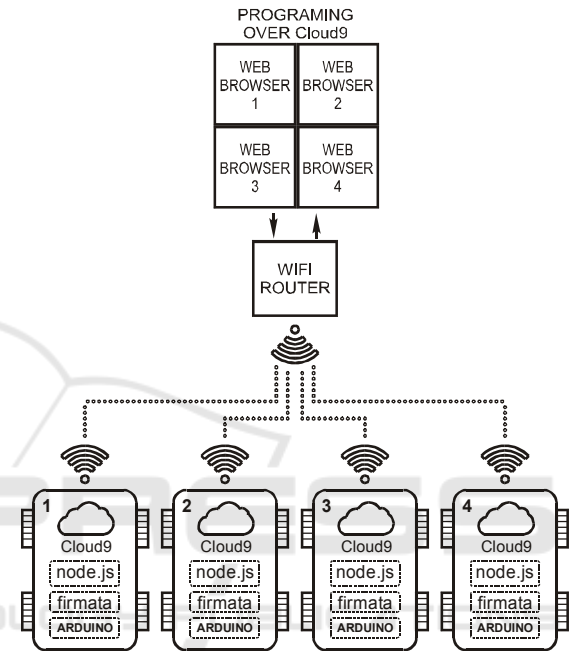 PROGRAMING
OVER Cloud9
WEB
BROWSER
1
WEB
BROWSER
2
WEB
BROWSER
3
WEB
BROWSER
4
WIFI
ROUTER
1
Cloud9
node.js
firmata
ARDUINO
2
Cloud9
node.js
firmata
ARDUINO
3
Cloud9
node.js
firmata
ARDUINO
4
Cloud9
node.js
firmata
ARDUINO